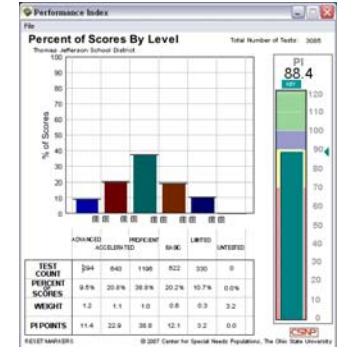 Performance Index
File
Percent of Scores By Level
Total Number of Tests: 3085
Thomas Jefferson School District
PI
88.4
KEY
% of Scores
100
90
80
70
60
50
40
30
20
10
0
120
110
100
90
80
70
60
50
40
30
20
10
0
ADVANCED
ACCELERATED
PROFICIENT
BASIC
LIMITED
UNTESTED
TEST COUNT 294 640 1198 622 330 0
PERCENT OF SCORES 9.5% 20.8% 38.8% 20.2% 10.7% 0.0%
WEIGHT 1.2 1.1 1.0 0.6 0.3 3.2
PI POINTS 11.4 22.9 38.8 12.1 3.2 0.0
CSNP
RESET MARKERS
© 2007 Center for Special Needs Populations, The Ohio State University